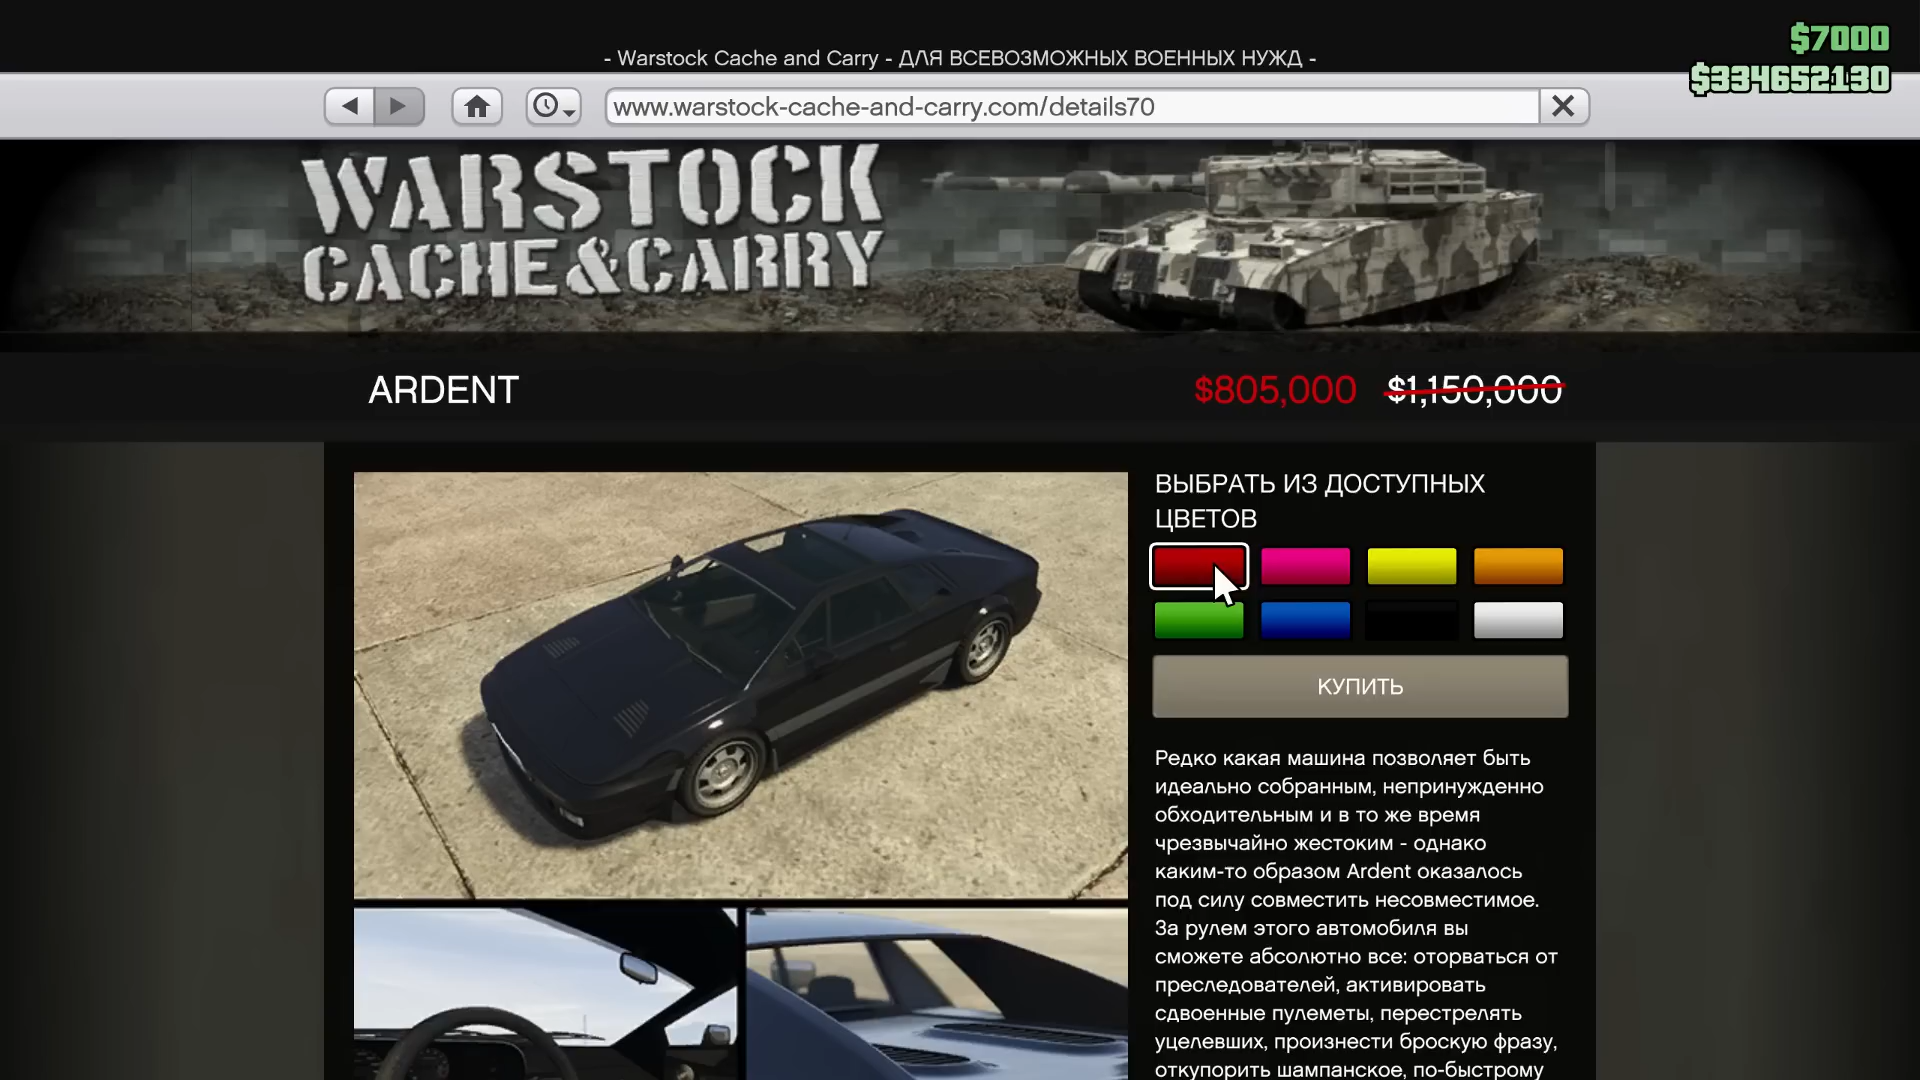 $7000
- Warstock Cache and Carry - ДЛЯ ВСЕВОЗМОЖНЫХ ВОЕННЫХ НУЖД -
$334652130
www.warstock-cache-and-carry.com/details70
WARSTOCK
CACHE&CARRY
ARDENT
$805,000 $1,150,000
ВЫБРАТЬ ИЗ ДОСТУПНЫХ
ЦВЕТОВ
КУПИТЬ
Редко какая машина позволяет быть
идеально собранным, непринужденно
обходительным и в то же время
чрезвычайно жестоким - однако
каким-то образом Ardent оказалось
под силу совместить несовместимое.
За рулем этого автомобиля вы
сможете абсолютно все: оторваться от
преследователей, активировать
сдвоенные пулеметы, перестрелять
уцелевших, произнести броскую фразу,
откупорить шампанское, по-быстрому